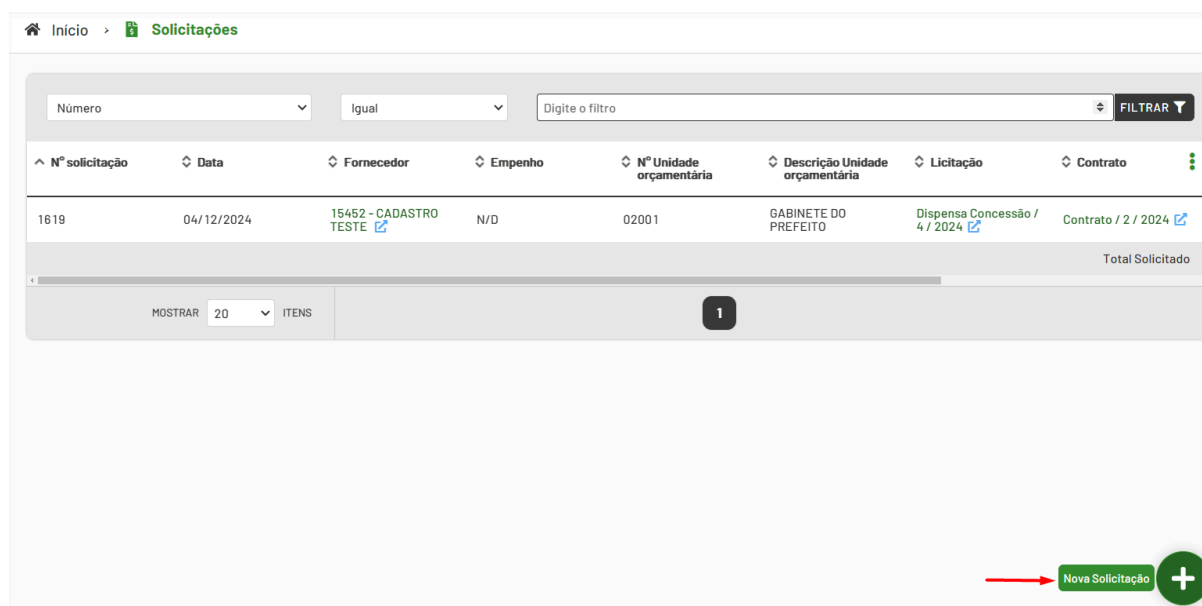 Início > Solicitações
Número Igual Digite o filtro FILTRAR
Nº solicitação Data Fornecedor Empenho Nº Unidade Descrição Unidade Licitação Contrato
orçamentária orçamentária
1619 04/12/2024 15452 - CADASTRO N/D 02001 GABINETE DO Dispensa Concessão / Contrato / 2 / 2024
TESTE PREFEITO 4 / 2024
Total Solicitado
MOSTRAR 20 ITENS 1
Nova Solicitação +